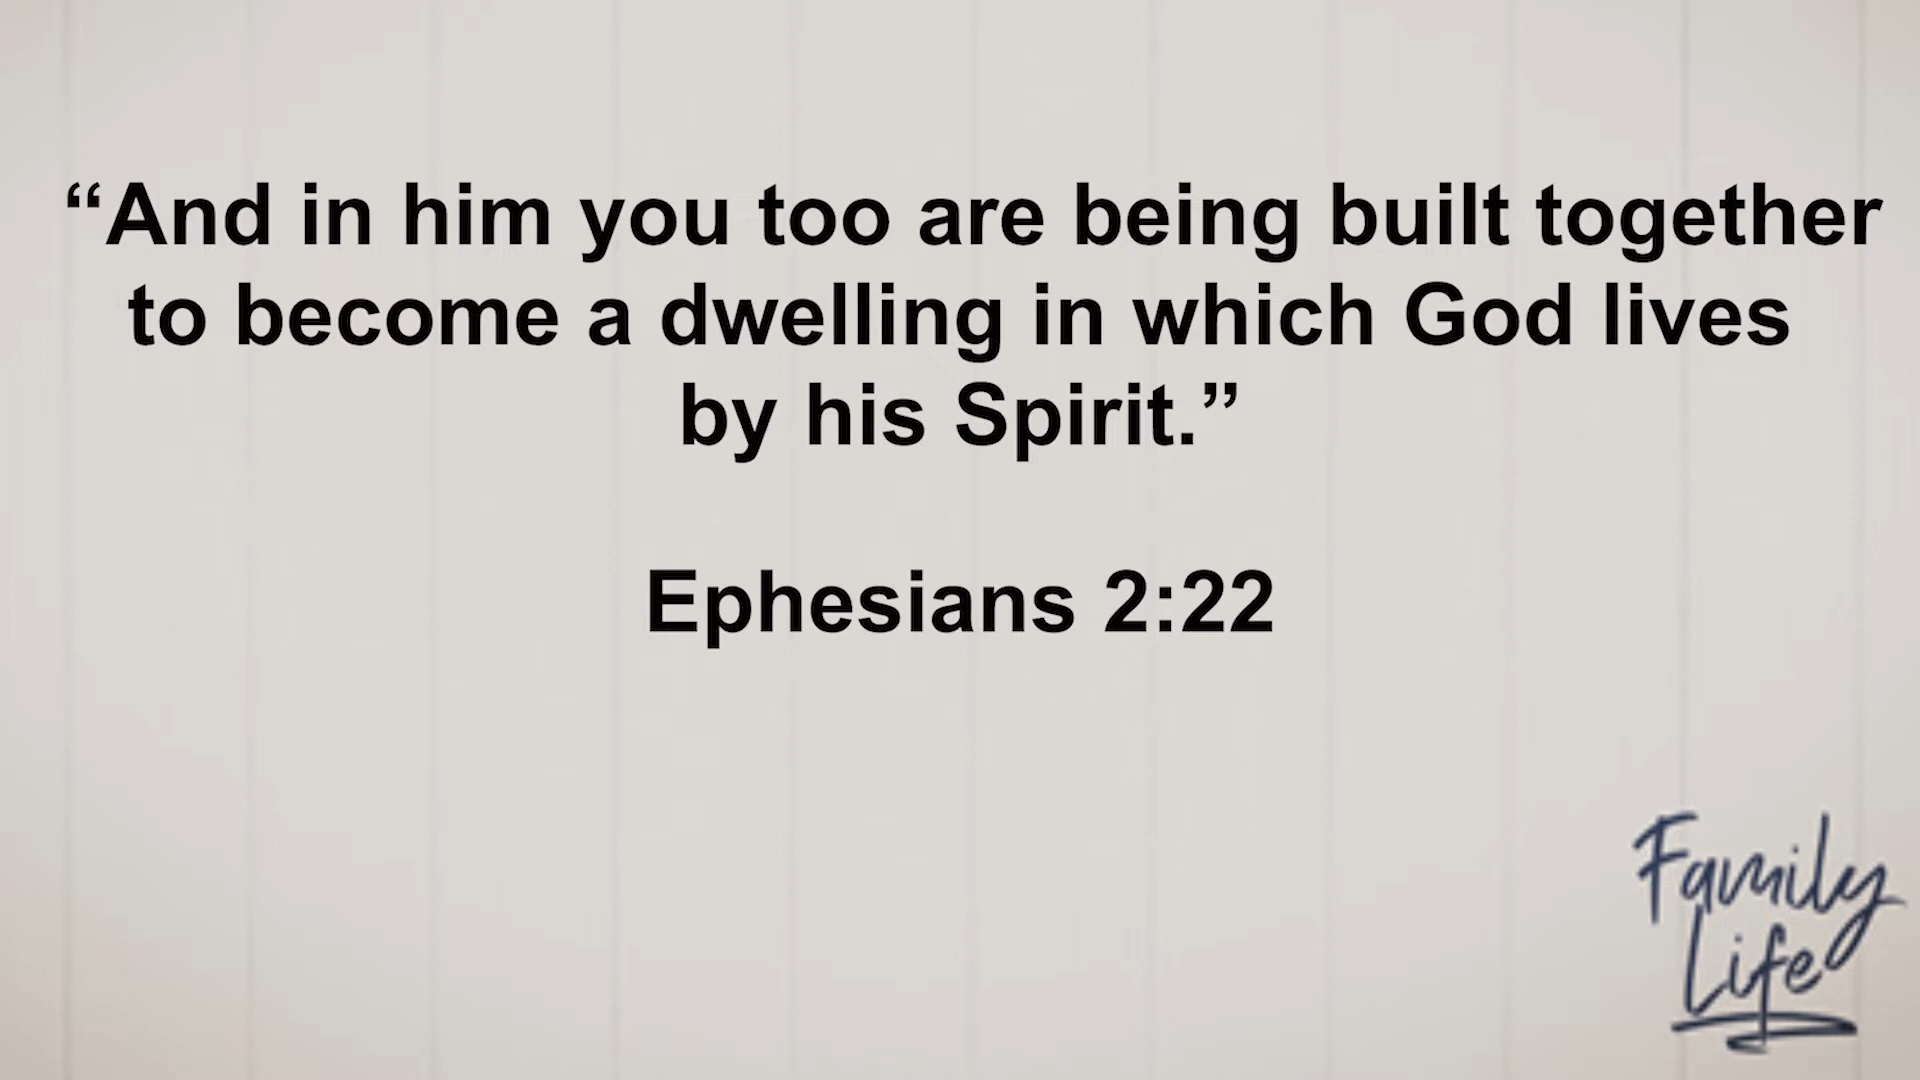 “And in him you too are being built together
to become a dwelling in which God lives
by his Spirit.”
Ephesians 2:22
Family
Life